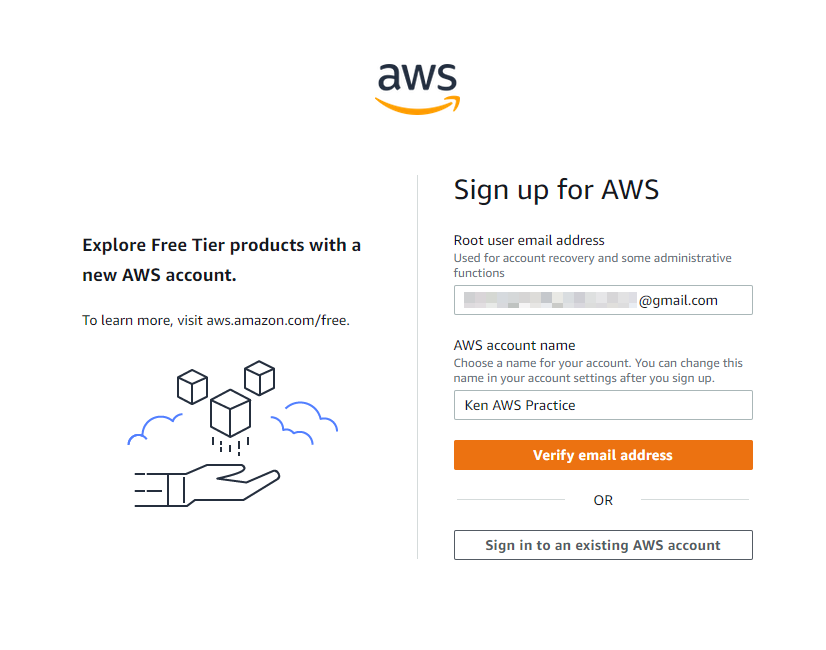 aws
Explore Free Tier products with a
new AWS account.
To learn more, visit aws.amazon.com/free.
Sign up for AWS
Root user email address
Used for account recovery and some administrative
functions
@gmail.com
AWS account name
Choose a name for your account. You can change this
name in your account settings after you sign up.
Ken AWS Practice
Verify email address
OR
Sign in to an existing AWS account